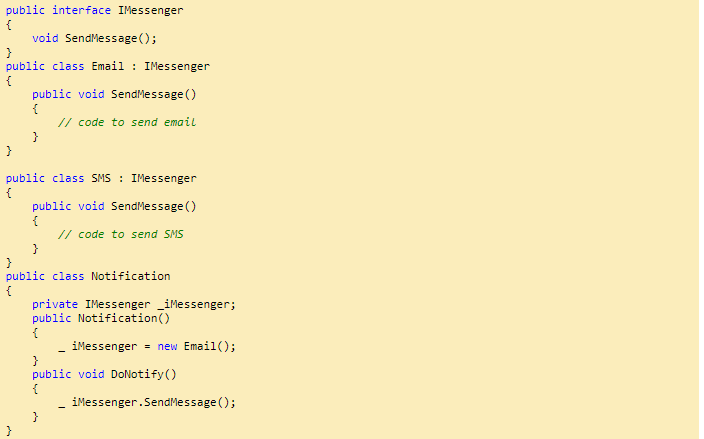 public interface IMessenger
{
    void SendMessage();
}
public class Email : IMessenger
{
    public void SendMessage()
    {
        // code to send email
    }
}

public class SMS : IMessenger
{
    public void SendMessage()
    {
        // code to send SMS
    }
}
public class Notification
{
    private IMessenger _iMessenger;
    public Notification()
    {
        _ iMessenger = new Email();
    }
    public void DoNotify()
    {
        _ iMessenger.SendMessage();
    }
}